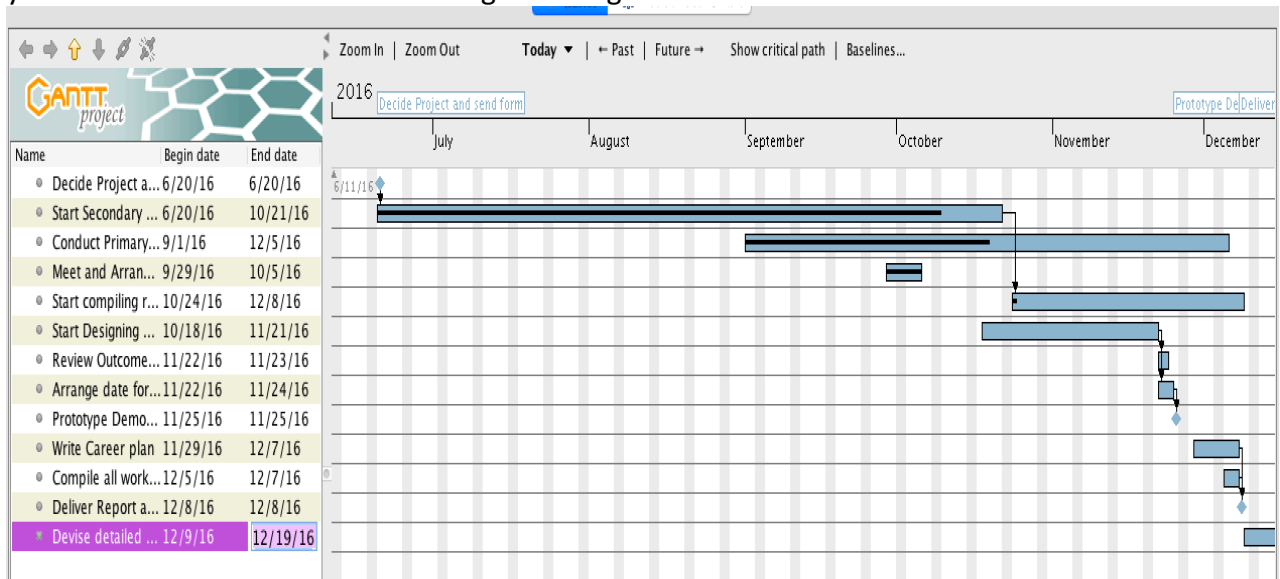 Zoom In | Zoom Out Today ▼ | ← Past | Future → Show critical path | Baselines...
GANTT
project
2016
Decide Project and send form
Prototype De
Deliver
July August September October November December
Name Begin date End date
6/11/16
Decide Project a... 6/20/16 6/20/16
Start Secondary ... 6/20/16 10/21/16
Conduct Primary... 9/1/16 12/5/16
Meet and Arran... 9/29/16 10/5/16
Start compiling r... 10/24/16 12/8/16
Start Designing ... 10/18/16 11/21/16
Review Outcome... 11/22/16 11/23/16
Arrange date for... 11/22/16 11/24/16
Prototype Demo... 11/25/16 11/25/16
Write Career plan 11/29/16 12/7/16
Compile all work... 12/5/16 12/7/16
Deliver Report a... 12/8/16 12/8/16
Devise detailed ... 12/9/16 12/19/16